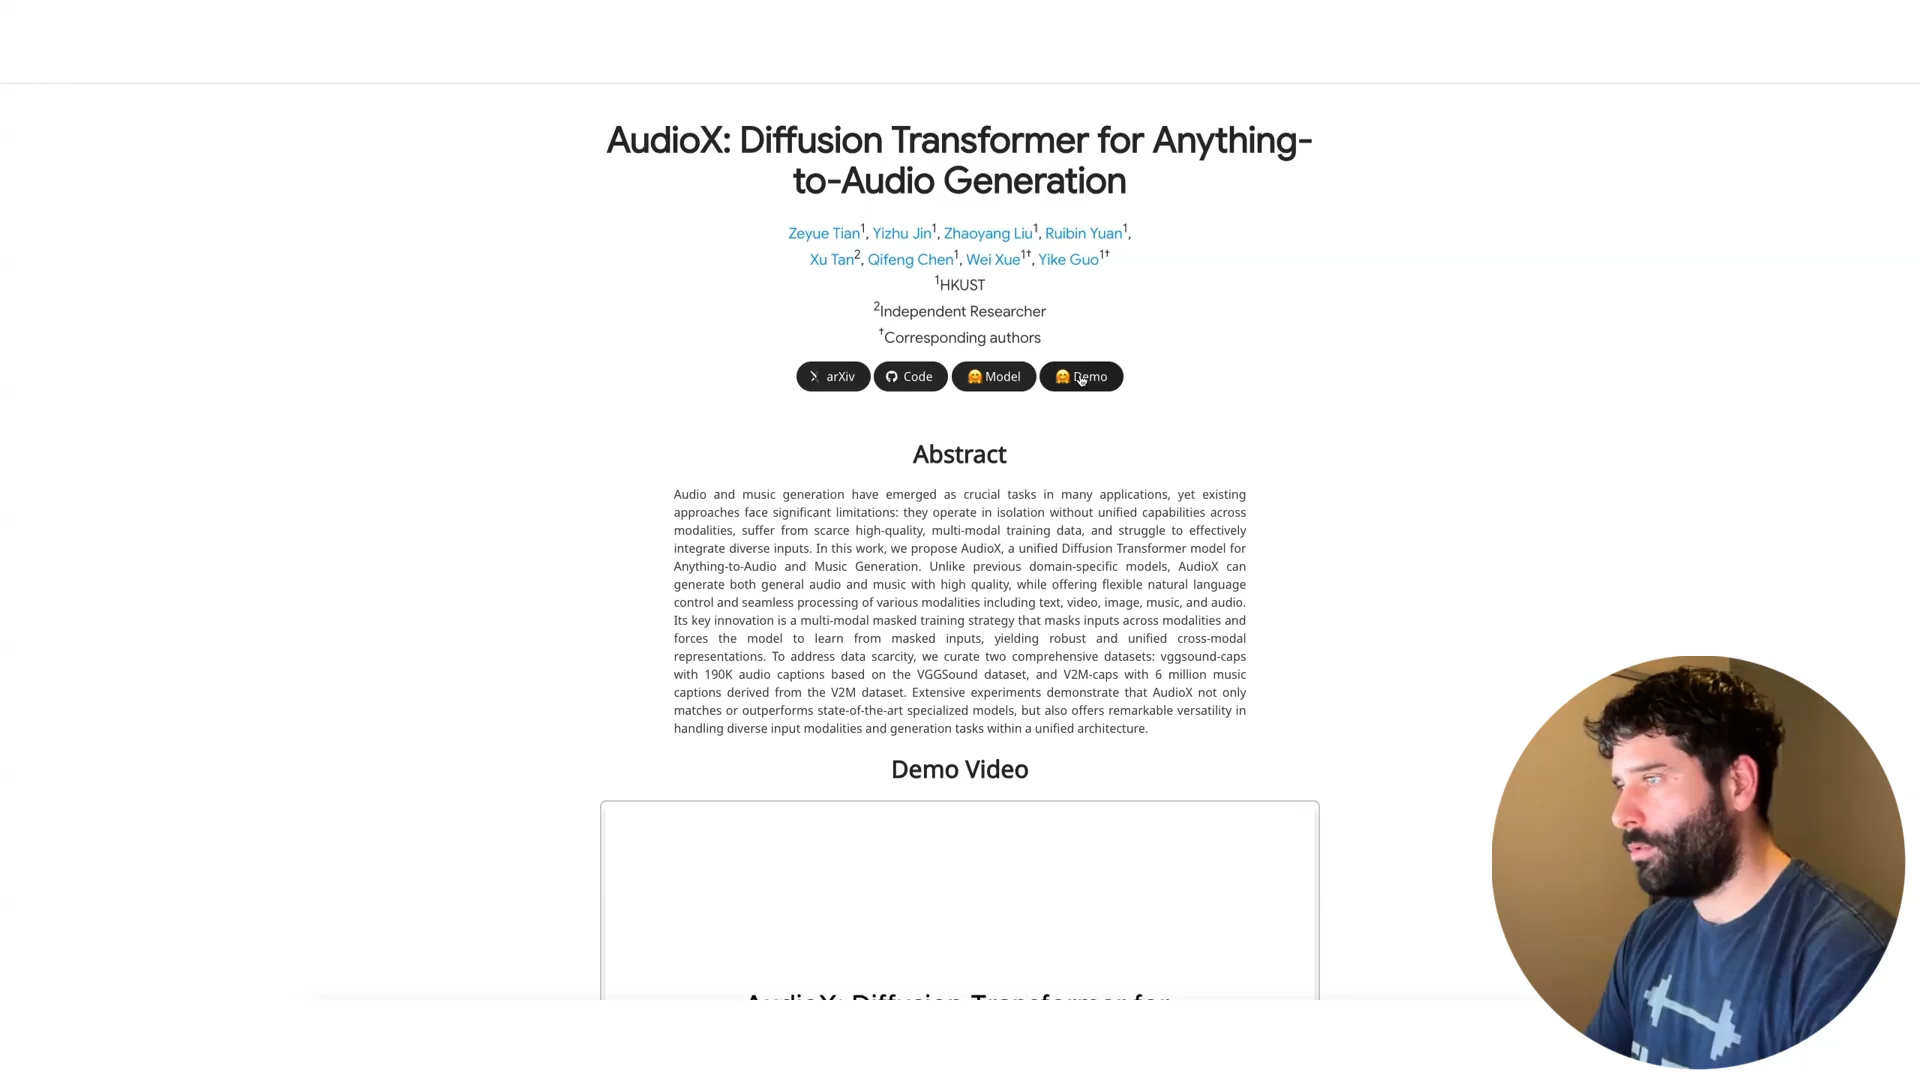 AudioX: Diffusion Transformer for Anything-
to-Audio Generation
Zeyue Tian1, Yizhu Jin1, Zhaoyang Liu1, Ruibin Yuan1,
Xu Tan2, Qifeng Chen1, Wei Xue1†, Yike Guo1†
1HKUST
2Independent Researcher
†Corresponding authors
arXiv Code Model Demo
Abstract
Audio and music generation have emerged as crucial tasks in many applications, yet existing
approaches face significant limitations: they operate in isolation without unified capabilities across
modalities, suffer from scarce high-quality, multi-modal training data, and struggle to effectively
integrate diverse inputs. In this work, we propose AudioX, a unified Diffusion Transformer model for
Anything-to-Audio and Music Generation. Unlike previous domain-specific models, AudioX can
generate both general audio and music with high quality, while offering flexible natural language
control and seamless processing of various modalities including text, video, image, music, and audio.
Its key innovation is a multi-modal masked training strategy that masks inputs across modalities and
forces the model to learn from masked inputs, yielding robust and unified cross-modal
representations. To address data scarcity, we curate two comprehensive datasets: vggsound-caps
with 190K audio captions based on the VGGSound dataset, and V2M-caps with 6 million music
captions derived from the V2M dataset. Extensive experiments demonstrate that AudioX not only
matches or outperforms state-of-the-art specialized models, but also offers remarkable versatility in
handling diverse input modalities and generation tasks within a unified architecture.
Demo Video
AudioX: Diffusion Transformer for